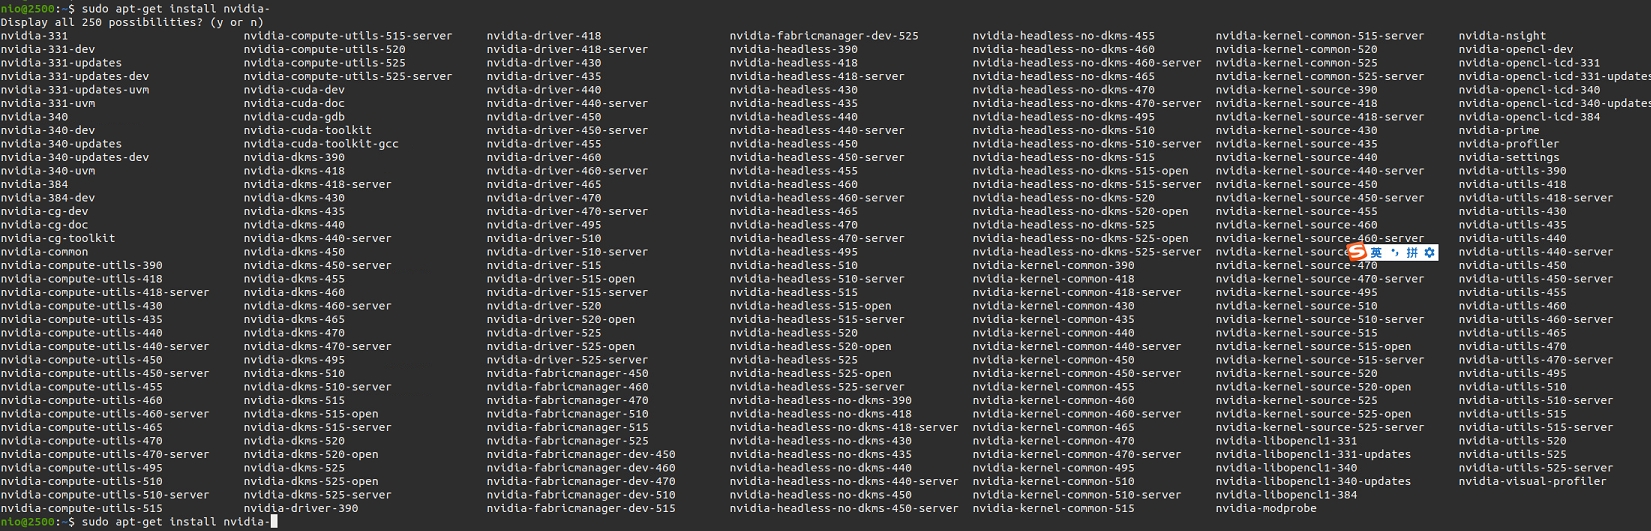 nio@2500:~$ sudo apt-get install nvidia-
Display all 250 possibilities? (y or n)
nvidia-331 nvidia-compute-utils-515-server nvidia-driver-418 nvidia-fabricmanager-dev-525 nvidia-headless-no-dkms-455 nvidia-kernel-common-515-server nvidia-nsight
nvidia-331-dev nvidia-compute-utils-520 nvidia-driver-418-server nvidia-headless-390 nvidia-headless-no-dkms-460 nvidia-kernel-common-520 nvidia-opencl-dev
nvidia-331-updates nvidia-compute-utils-525 nvidia-driver-430 nvidia-headless-418 nvidia-headless-no-dkms-460-server nvidia-kernel-common-525 nvidia-opencl-icd-331
nvidia-331-updates-dev nvidia-compute-utils-525-server nvidia-driver-435 nvidia-headless-418-server nvidia-headless-no-dkms-465 nvidia-kernel-common-525-server nvidia-opencl-icd-331-updates
nvidia-331-updates-uvm nvidia-cuda-dev nvidia-driver-440 nvidia-headless-430 nvidia-headless-no-dkms-470 nvidia-kernel-source-390 nvidia-opencl-icd-340
nvidia-331-uvm nvidia-cuda-doc nvidia-driver-440-server nvidia-headless-435 nvidia-headless-no-dkms-470-server nvidia-kernel-source-418 nvidia-opencl-icd-340-updates
nvidia-340 nvidia-cuda-gdb nvidia-driver-450 nvidia-headless-440 nvidia-headless-no-dkms-495 nvidia-kernel-source-418-server nvidia-opencl-icd-384
nvidia-340-dev nvidia-cuda-toolkit nvidia-driver-450-server nvidia-headless-440-server nvidia-headless-no-dkms-510 nvidia-kernel-source-430 nvidia-prime
nvidia-340-updates nvidia-cuda-toolkit-gcc nvidia-driver-455 nvidia-headless-450 nvidia-headless-no-dkms-510-server nvidia-kernel-source-435 nvidia-profiler
nvidia-340-updates-dev nvidia-dkms-390 nvidia-driver-460 nvidia-headless-450-server nvidia-headless-no-dkms-515 nvidia-kernel-source-440 nvidia-settings
nvidia-340-uvm nvidia-dkms-418 nvidia-driver-460-server nvidia-headless-455 nvidia-headless-no-dkms-515-open nvidia-kernel-source-440-server nvidia-utils-390
nvidia-384 nvidia-dkms-418-server nvidia-driver-465 nvidia-headless-460 nvidia-headless-no-dkms-515-server nvidia-kernel-source-450 nvidia-utils-418
nvidia-384-dev nvidia-dkms-430 nvidia-driver-470 nvidia-headless-460-server nvidia-headless-no-dkms-520 nvidia-kernel-source-450-server nvidia-utils-418-server
nvidia-cg-dev nvidia-dkms-435 nvidia-driver-470-server nvidia-headless-465 nvidia-headless-no-dkms-520-open nvidia-kernel-source-455 nvidia-utils-430
nvidia-cg-doc nvidia-dkms-440 nvidia-driver-495 nvidia-headless-470 nvidia-headless-no-dkms-525 nvidia-kernel-source-460 nvidia-utils-435
nvidia-cg-toolkit nvidia-dkms-440-server nvidia-driver-510 nvidia-headless-470-server nvidia-headless-no-dkms-525-open nvidia-kernel-source-460-server nvidia-utils-440
nvidia-common nvidia-dkms-450 nvidia-driver-510-server nvidia-headless-495 nvidia-headless-no-dkms-525-server nvidia-kernel-source 英 拼 nvidia-utils-440-server
nvidia-compute-utils-390 nvidia-dkms-450-server nvidia-driver-515 nvidia-headless-510 nvidia-kernel-common-390 nvidia-kernel-source-470 nvidia-utils-450
nvidia-compute-utils-418 nvidia-dkms-455 nvidia-driver-515-open nvidia-headless-510-server nvidia-kernel-common-418 nvidia-kernel-source-470-server nvidia-utils-450-server
nvidia-compute-utils-418-server nvidia-dkms-460 nvidia-driver-515-server nvidia-headless-515 nvidia-kernel-common-418-server nvidia-kernel-source-495 nvidia-utils-455
nvidia-compute-utils-430 nvidia-dkms-460-server nvidia-driver-520 nvidia-headless-515-open nvidia-kernel-common-430 nvidia-kernel-source-510 nvidia-utils-460
nvidia-compute-utils-435 nvidia-dkms-465 nvidia-driver-520-open nvidia-headless-515-server nvidia-kernel-common-435 nvidia-kernel-source-510-server nvidia-utils-460-server
nvidia-compute-utils-440 nvidia-dkms-470 nvidia-driver-525 nvidia-headless-520 nvidia-kernel-common-440 nvidia-kernel-source-515 nvidia-utils-465
nvidia-compute-utils-440-server nvidia-dkms-470-server nvidia-driver-525-open nvidia-headless-520-open nvidia-kernel-common-440-server nvidia-kernel-source-515-open nvidia-utils-470
nvidia-compute-utils-450 nvidia-dkms-495 nvidia-driver-525-server nvidia-headless-525 nvidia-kernel-common-450 nvidia-kernel-source-515-server nvidia-utils-470-server
nvidia-compute-utils-450-server nvidia-dkms-510 nvidia-fabricmanager-450 nvidia-headless-525-open nvidia-kernel-common-450-server nvidia-kernel-source-520 nvidia-utils-495
nvidia-compute-utils-455 nvidia-dkms-510-server nvidia-fabricmanager-460 nvidia-headless-525-server nvidia-kernel-common-455 nvidia-kernel-source-520-open nvidia-utils-510
nvidia-compute-utils-460 nvidia-dkms-515 nvidia-fabricmanager-470 nvidia-headless-no-dkms-390 nvidia-kernel-common-460 nvidia-kernel-source-525 nvidia-utils-510-server
nvidia-compute-utils-460-server nvidia-dkms-515-open nvidia-fabricmanager-510 nvidia-headless-no-dkms-418 nvidia-kernel-common-460-server nvidia-kernel-source-525-open nvidia-utils-515
nvidia-compute-utils-465 nvidia-dkms-515-server nvidia-fabricmanager-515 nvidia-headless-no-dkms-418-server nvidia-kernel-common-465 nvidia-kernel-source-525-server nvidia-utils-515-server
nvidia-compute-utils-470 nvidia-dkms-520 nvidia-fabricmanager-525 nvidia-headless-no-dkms-430 nvidia-kernel-common-470 nvidia-libopencl1-331 nvidia-utils-520
nvidia-compute-utils-470-server nvidia-dkms-520-open nvidia-fabricmanager-dev-450 nvidia-headless-no-dkms-435 nvidia-kernel-common-470-server nvidia-libopencl1-331-updates nvidia-utils-525
nvidia-compute-utils-495 nvidia-dkms-525 nvidia-fabricmanager-dev-460 nvidia-headless-no-dkms-440 nvidia-kernel-common-495 nvidia-libopencl1-340 nvidia-utils-525-server
nvidia-compute-utils-510 nvidia-dkms-525-open nvidia-fabricmanager-dev-470 nvidia-headless-no-dkms-440-server nvidia-kernel-common-510 nvidia-libopencl1-340-updates nvidia-visual-profiler
nvidia-compute-utils-510-server nvidia-dkms-525-server nvidia-fabricmanager-dev-510 nvidia-headless-no-dkms-450 nvidia-kernel-common-510-server nvidia-libopencl1-384
nvidia-compute-utils-515 nvidia-driver-390 nvidia-fabricmanager-dev-515 nvidia-headless-no-dkms-450-server nvidia-kernel-common-515 nvidia-modprobe
nio@2500:~$ sudo apt-get install nvidia-